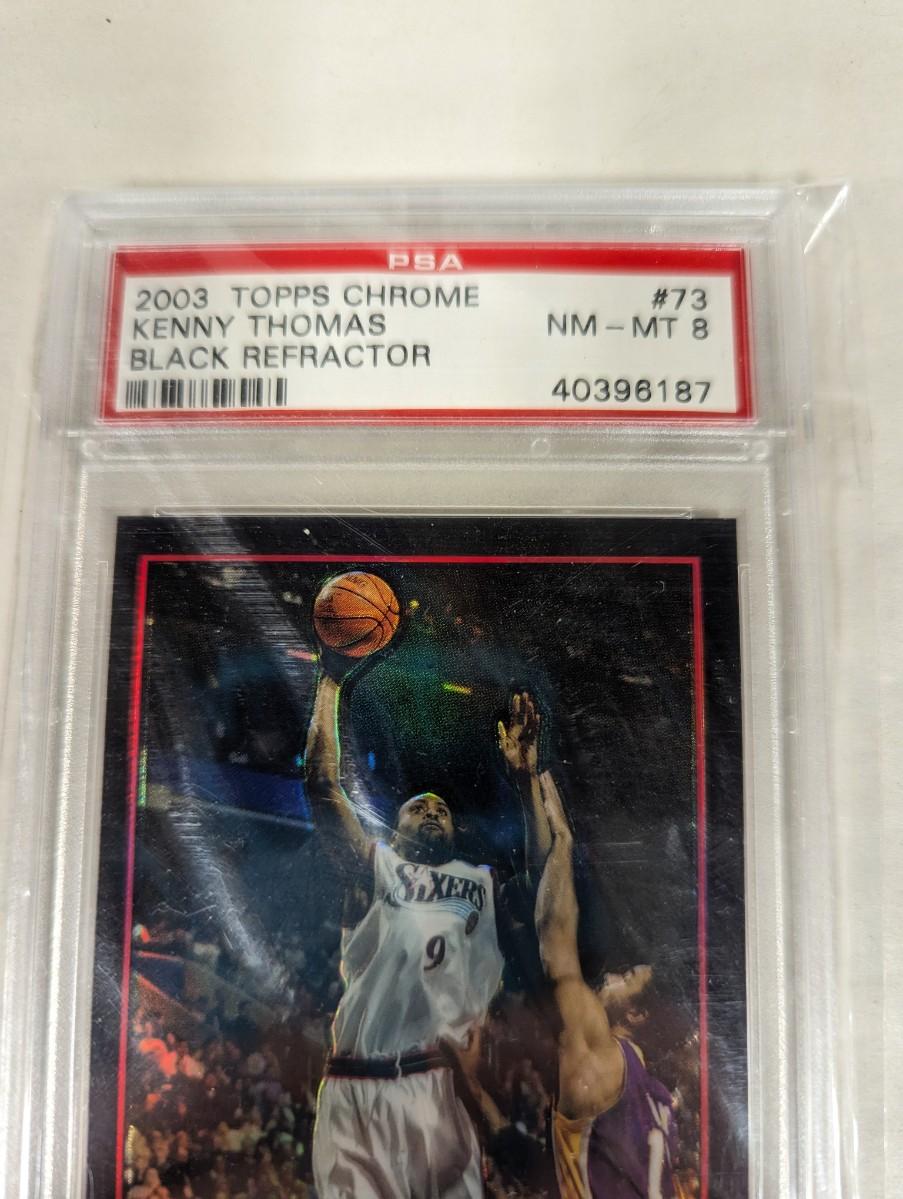 PSA
2003 TOPPS CHROME #73
KENNY THOMAS NM-MT 8
BLACK REFRACTOR
40396187
SIXERS
9